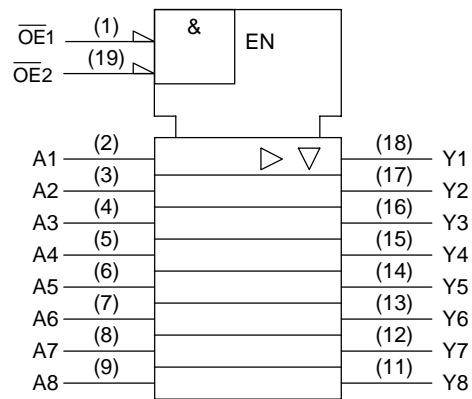 & EN
OE1 (1)
OE2 (19)
A1 (2) (18) Y1
A2 (3) (17) Y2
A3 (4) (16) Y3
A4 (5) (15) Y4
A5 (6) (14) Y5
A6 (7) (13) Y6
A7 (8) (12) Y7
A8 (9) (11) Y8